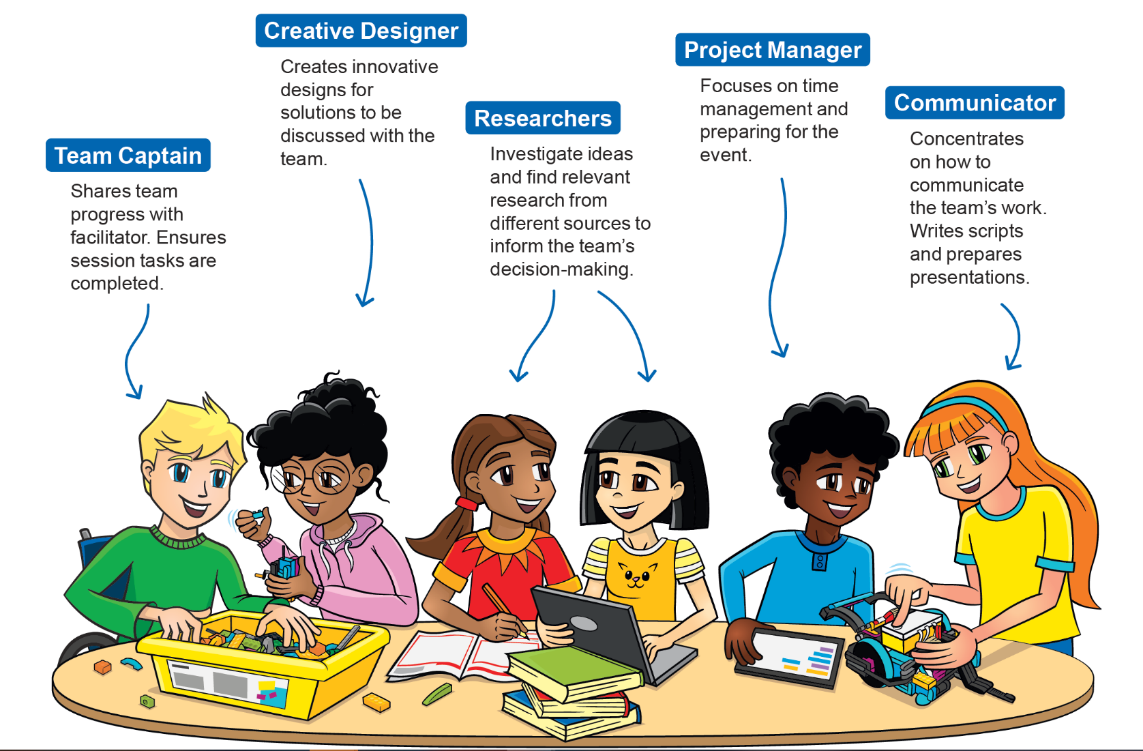 Team Captain
Shares team
progress with
facilitator. Ensures
session tasks are
completed.
Creative Designer
Creates innovative
designs for
solutions to be
discussed with the
team.
Researchers
Investigate ideas
and find relevant
research from
different sources to
inform the team's
decision-making.
Project Manager
Focuses on time
management and
preparing for the
event.
Communicator
Concentrates
on how to
communicate
the team's work.
Writes scripts
and prepares
presentations.